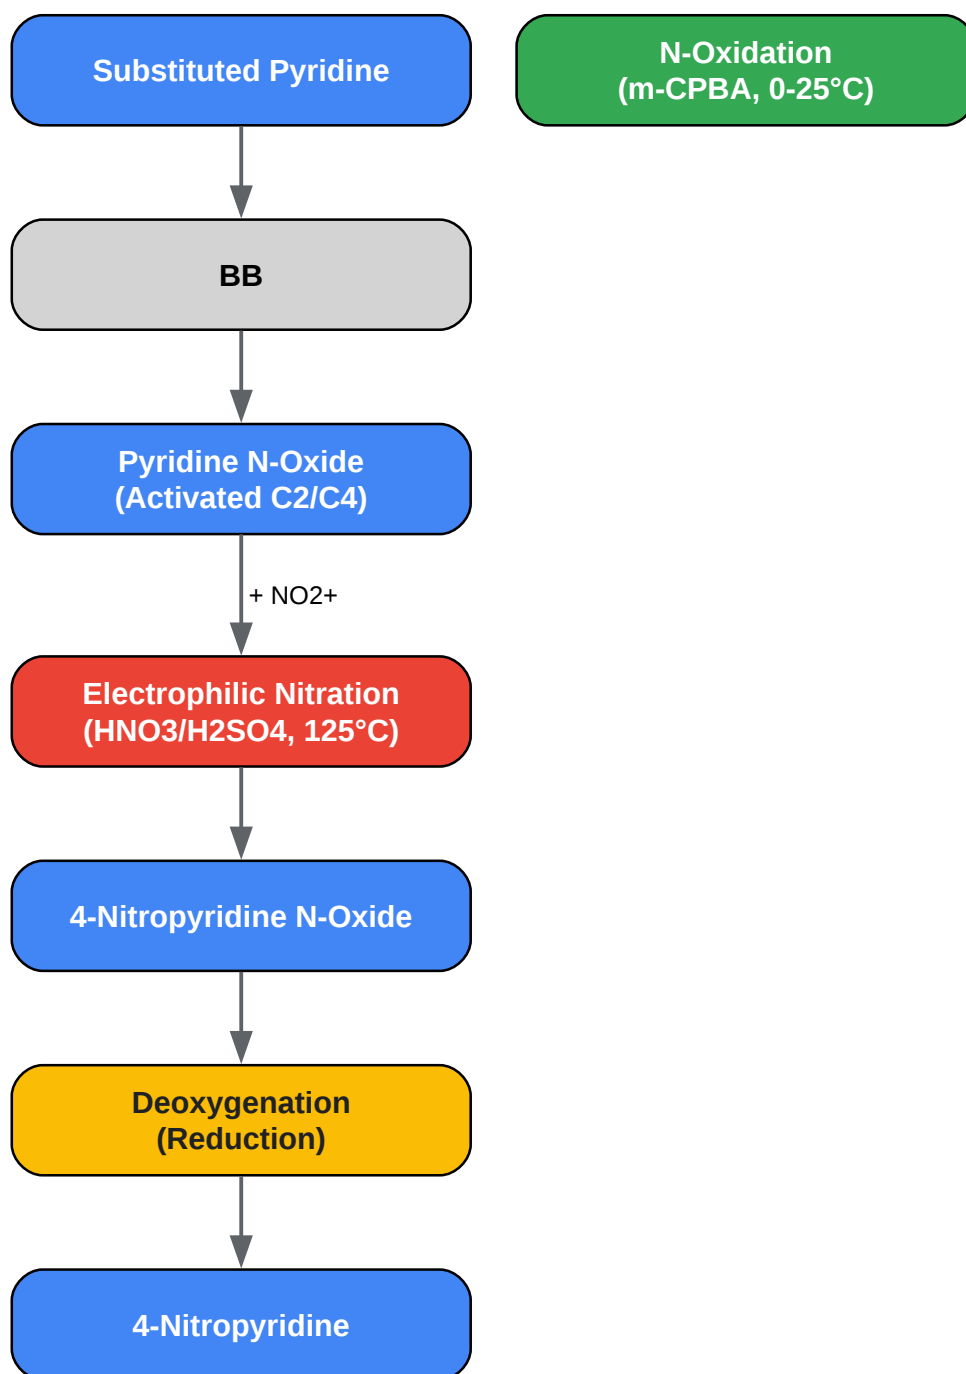 Substituted Pyridine
N-Oxidation
(m-CPBA, 0-25°C)
BB
Pyridine N-Oxide
(Activated C2/C4)
+ NO2+
Electrophilic Nitration
(HNO3/H2SO4, 125°C)
4-Nitropyridine N-Oxide
Deoxygenation
(Reduction)
4-Nitropyridine